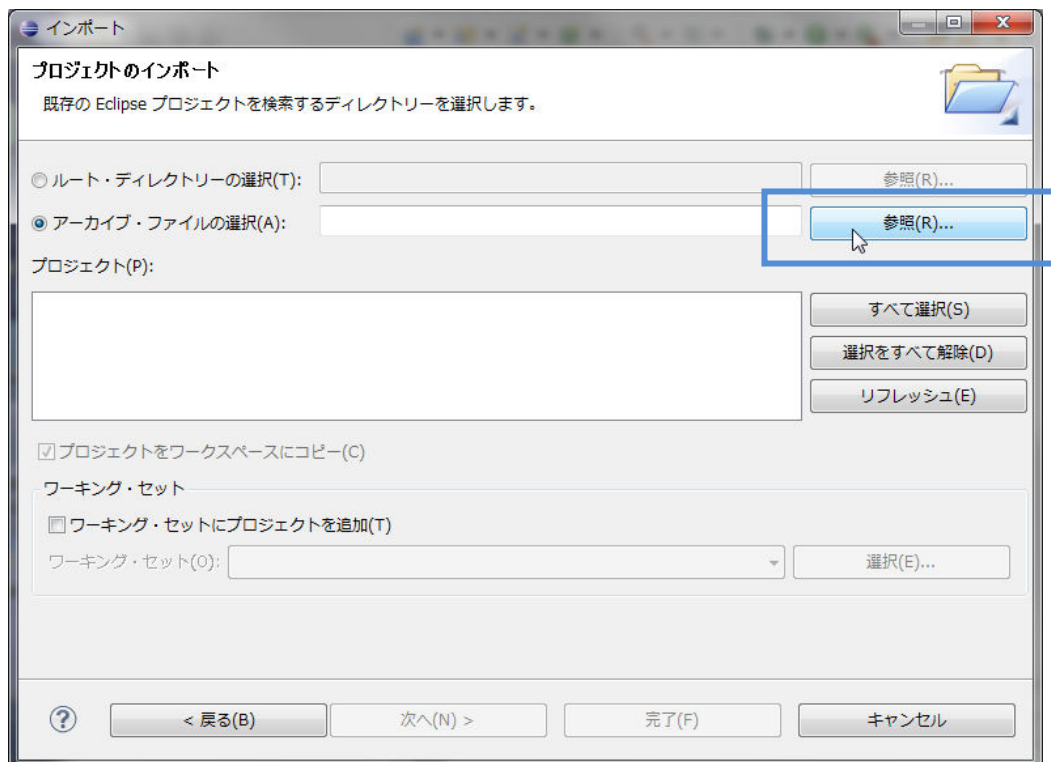 インポート
プロジェクトのインポート
既存の Eclipse プロジェクトを検索するディレクトリーを選択します。
ルート・ディレクトリーの選択(T): 参照(R)...
アーカイブ・ファイルの選択(A): 参照(R)...
プロジェクト(P):
すべて選択(S)
選択をすべて解除(D)
リフレッシュ(E)
プロジェクトをワークスペースにコピー(C)
ワーキング・セット
ワーキング・セットにプロジェクトを追加(T)
ワーキング・セット(O): 選択(E)...
< 戻る(B) 次へ(N) > 完了(F) キャンセル